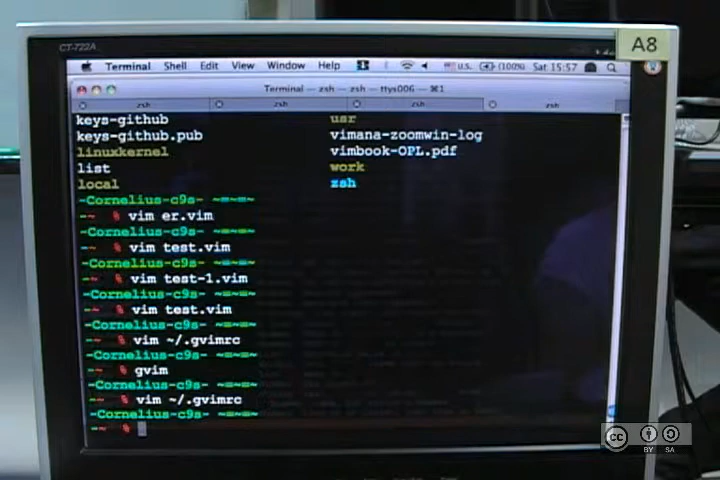 CT-722A
A8
Terminal Shell Edit View Window Help U.S. (100%) Sat 15:57
Terminal — zsh — zsh — ttys006 — ⌘1
zsh zsh zsh zsh
keys-github usr
keys-github.pub vimana-zoomwin-log
linuxkernel vimbook-OPL.pdf
list work
local zsh
-Cornelius-c9s- ~=~=~
-~ % vim er.vim
-Cornelius-c9s- ~=~=~
-~ % vim test.vim
-Cornelius-c9s- ~=~=~
-~ % vim test-1.vim
-Cornelius-c9s- ~=~=~
-~ % vim test.vim
-Cornelius-c9s- ~=~=~
-~ % vim ~/.gvimrc
-Cornelius-c9s- ~=~=~
-~ % gvim
-Cornelius-c9s- ~=~=~
-~ % vim ~/.gvimrc
-Cornelius-c9s- ~=~=~
-~ %
cc
BY SA